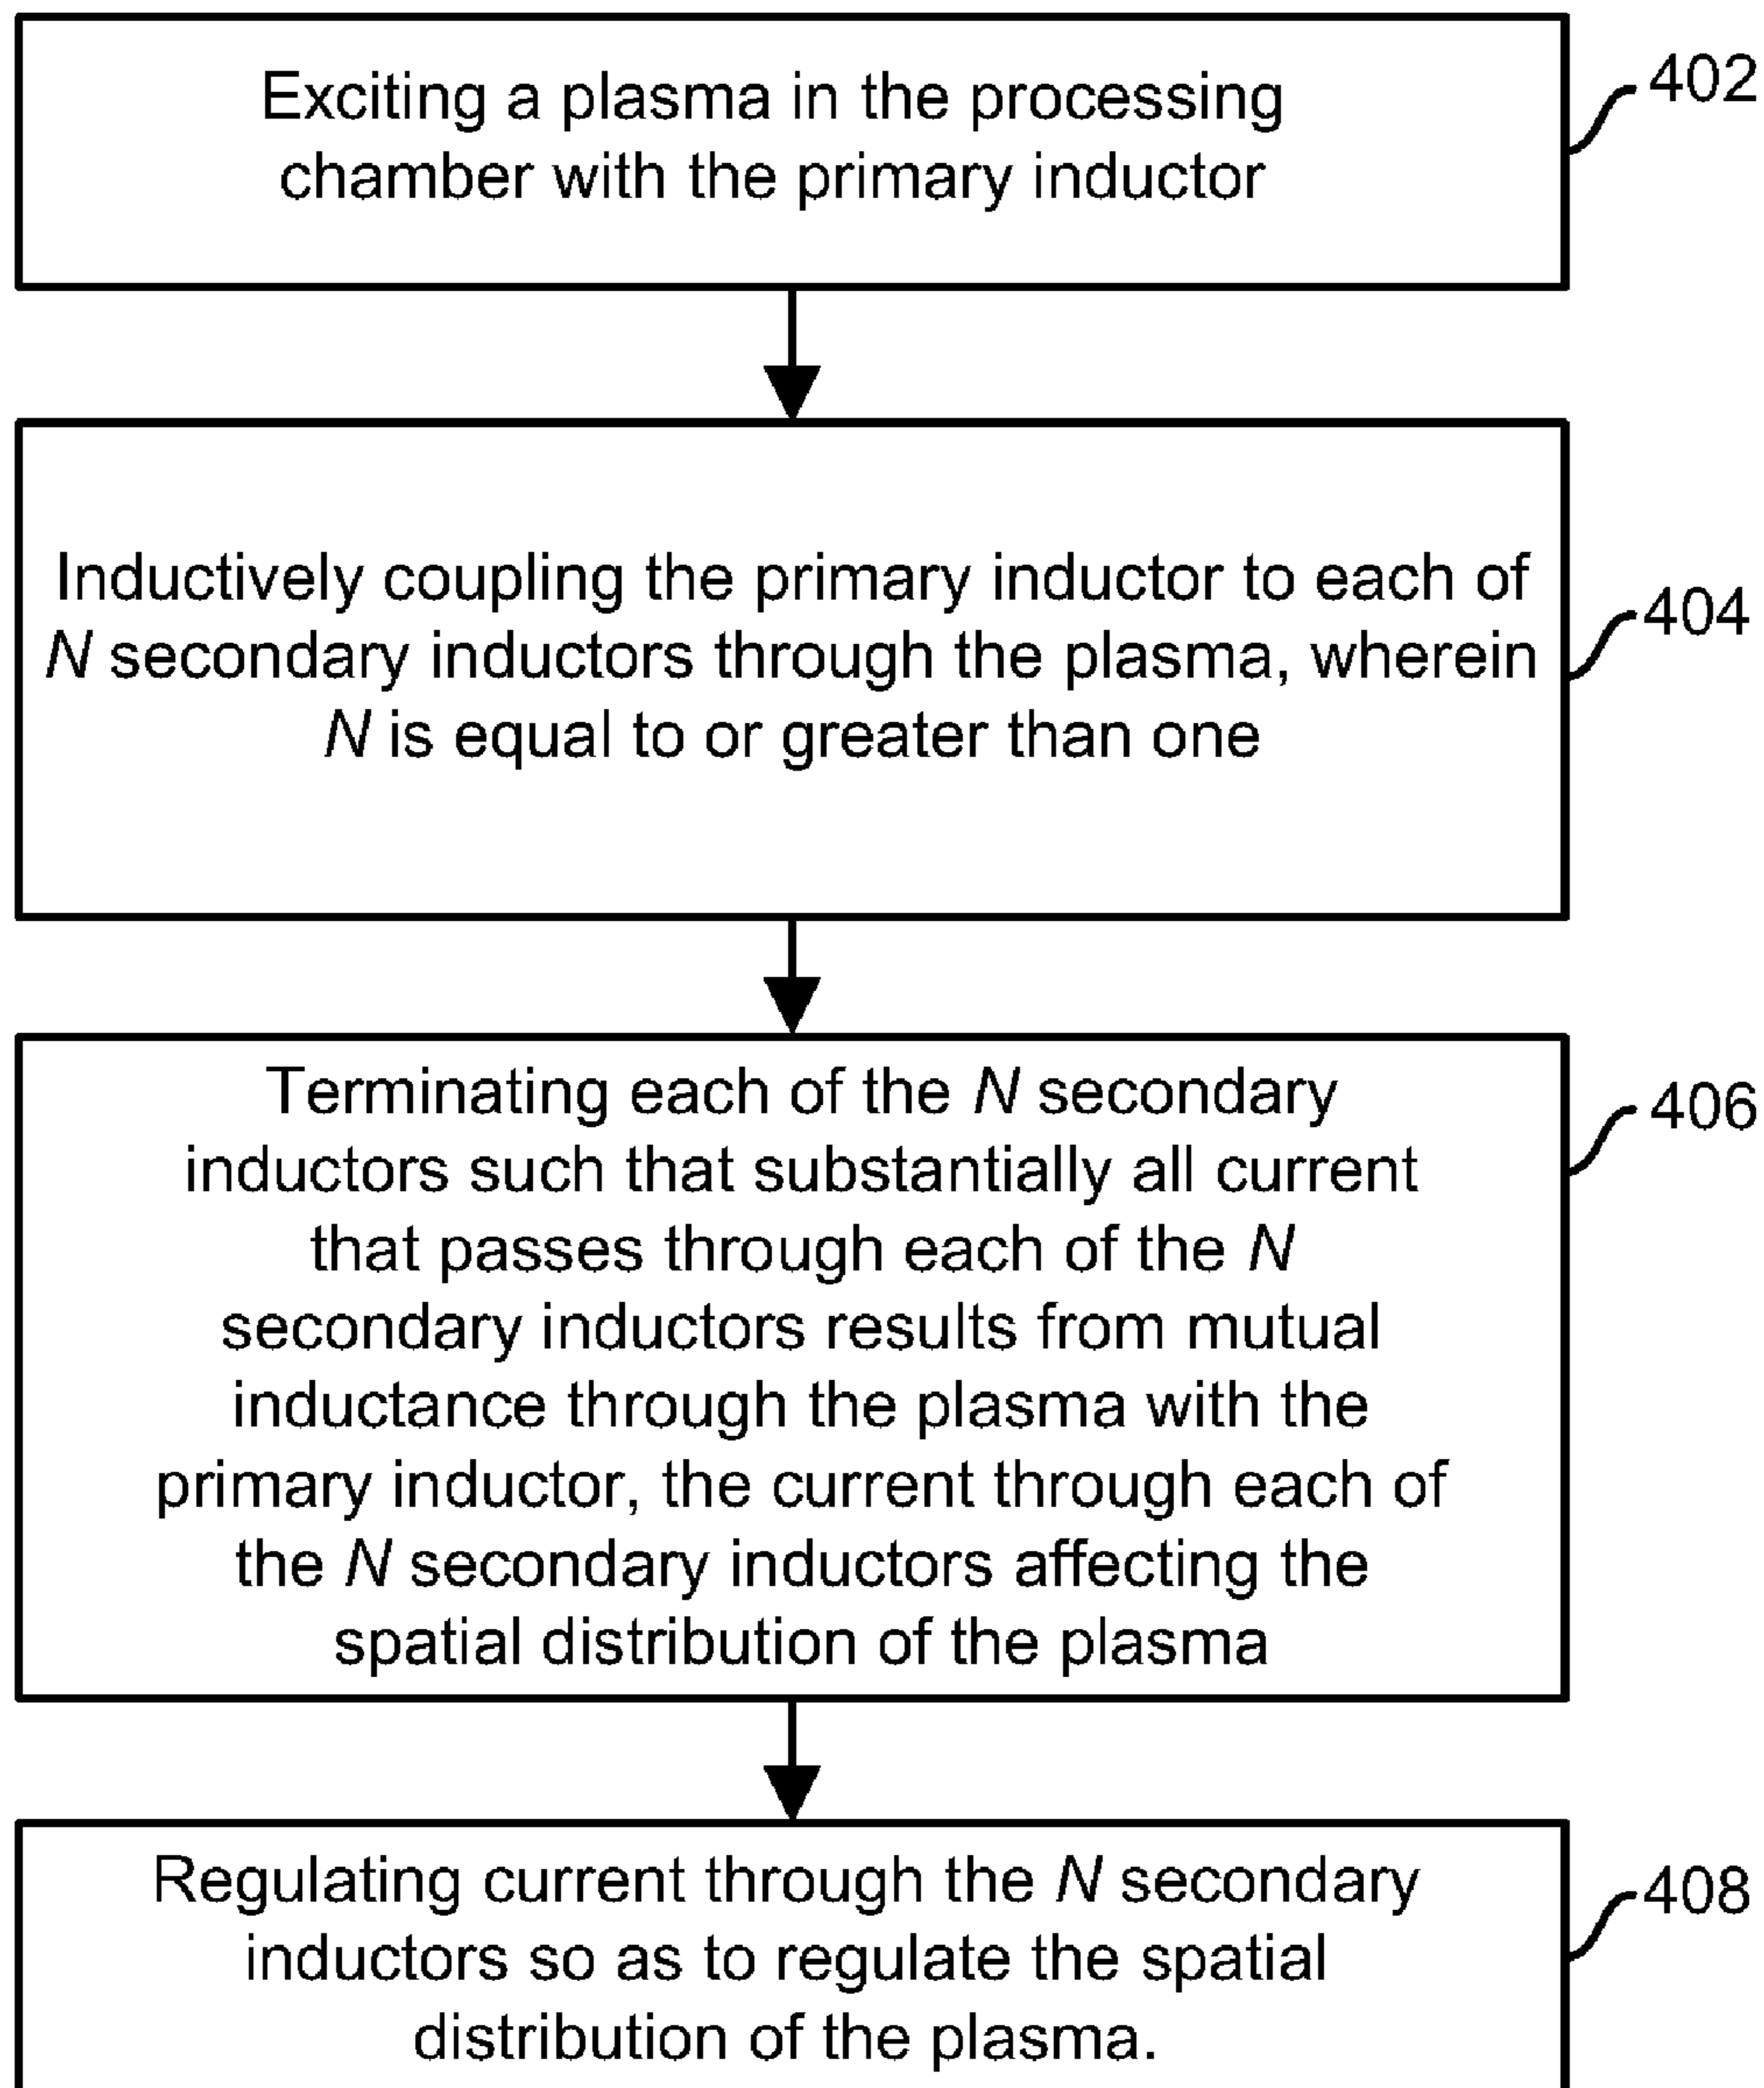 Exciting a plasma in the processing
chamber with the primary inductor
402
Inductively coupling the primary inductor to each of
N secondary inductors through the plasma, wherein
N is equal to or greater than one
404
Terminating each of the N secondary
inductors such that substantially all current
that passes through each of the N
secondary inductors results from mutual
inductance through the plasma with the
primary inductor, the current through each of
the N secondary inductors affecting the
spatial distribution of the plasma
406
Regulating current through the N secondary
inductors so as to regulate the spatial
distribution of the plasma.
408